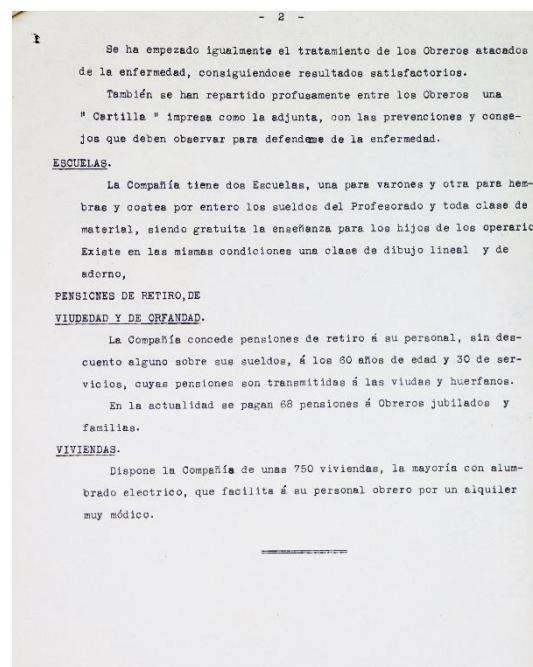 - 2 -
Se ha empezado igualmente el tratamiento de los Obreros atacados
de la enfermedad, consiguiendose resultados satisfactorios.
También se han repartido profusamente entre los Obreros una
" Cartilla " impresa como la adjunta, con las prevenciones y conse-
jos que deben observar para de la enfermedad.
ESCUELAS.
La Compañía tiene dos Escuelas, una para varones y otra para hem-
bras y costea por entero los sueldos del Profesorado y toda clase de
material, siendo gratuita la enseñanza para los hijos de los operario
Existe en las mismas condiciones una clase de dibujo lineal y de
adorno,
PENSIONES DE RETIRO,DE
VIUDEDAD Y DE ORFANDAD.
La Compañía concede pensiones de retiro á su personal, sin des-
cuento alguno sobre sus sueldos, á los 60 años de edad y 30 de ser-
vicios, cuyas pensiones son transmitidas á las viudas y huerfanos.
En la actualidad se pagan 68 pensiones á Obreros jubilados y
familias.
VIVIENDAS.
Dispone la Compañía de unas 750 viviendas, la mayoría con alum-
brado electrico, que facilita á su personal obrero por un alquiler
muy módico.